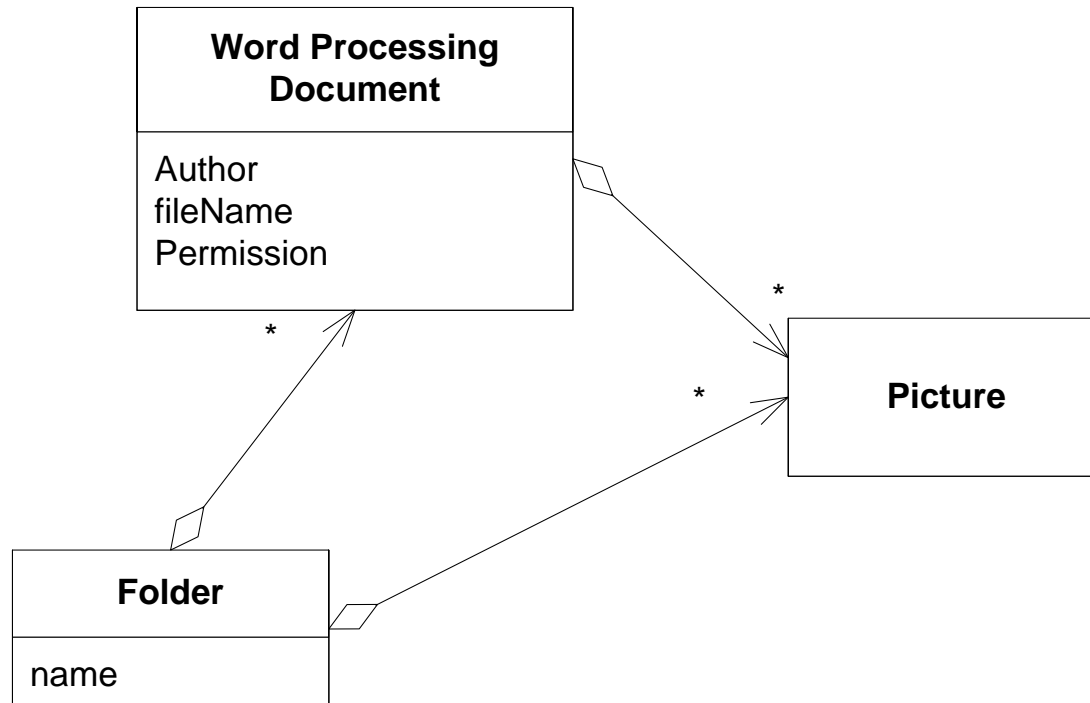 Word Processing
Document
Author
fileName
Permission
*
*
*
Picture
Folder
name